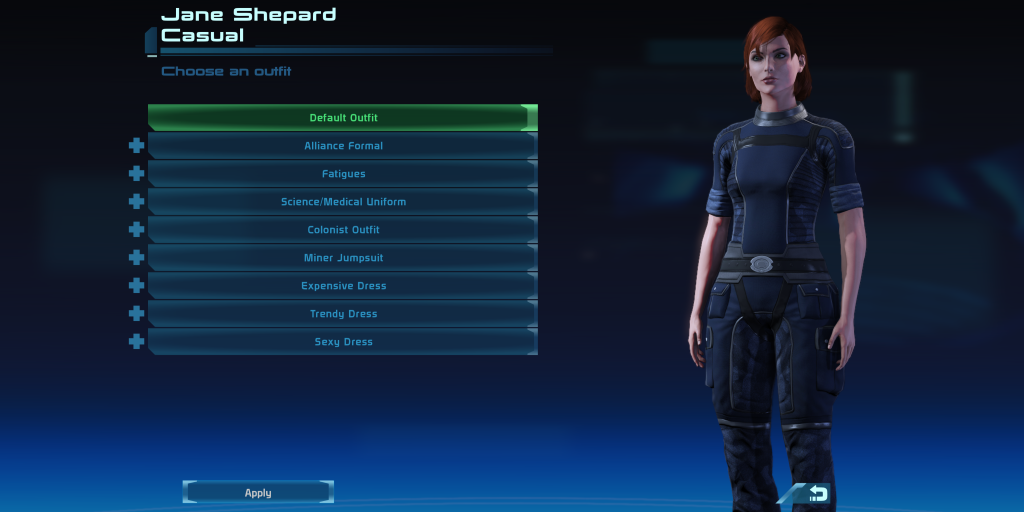 Jane Shepard
Casual
Choose an outfit
Default Outfit
Alliance Formal
Fatigues
Science/Medical Uniform
Colonist Outfit
Miner Jumpsuit
Expensive Dress
Trendy Dress
Sexy Dress
Apply